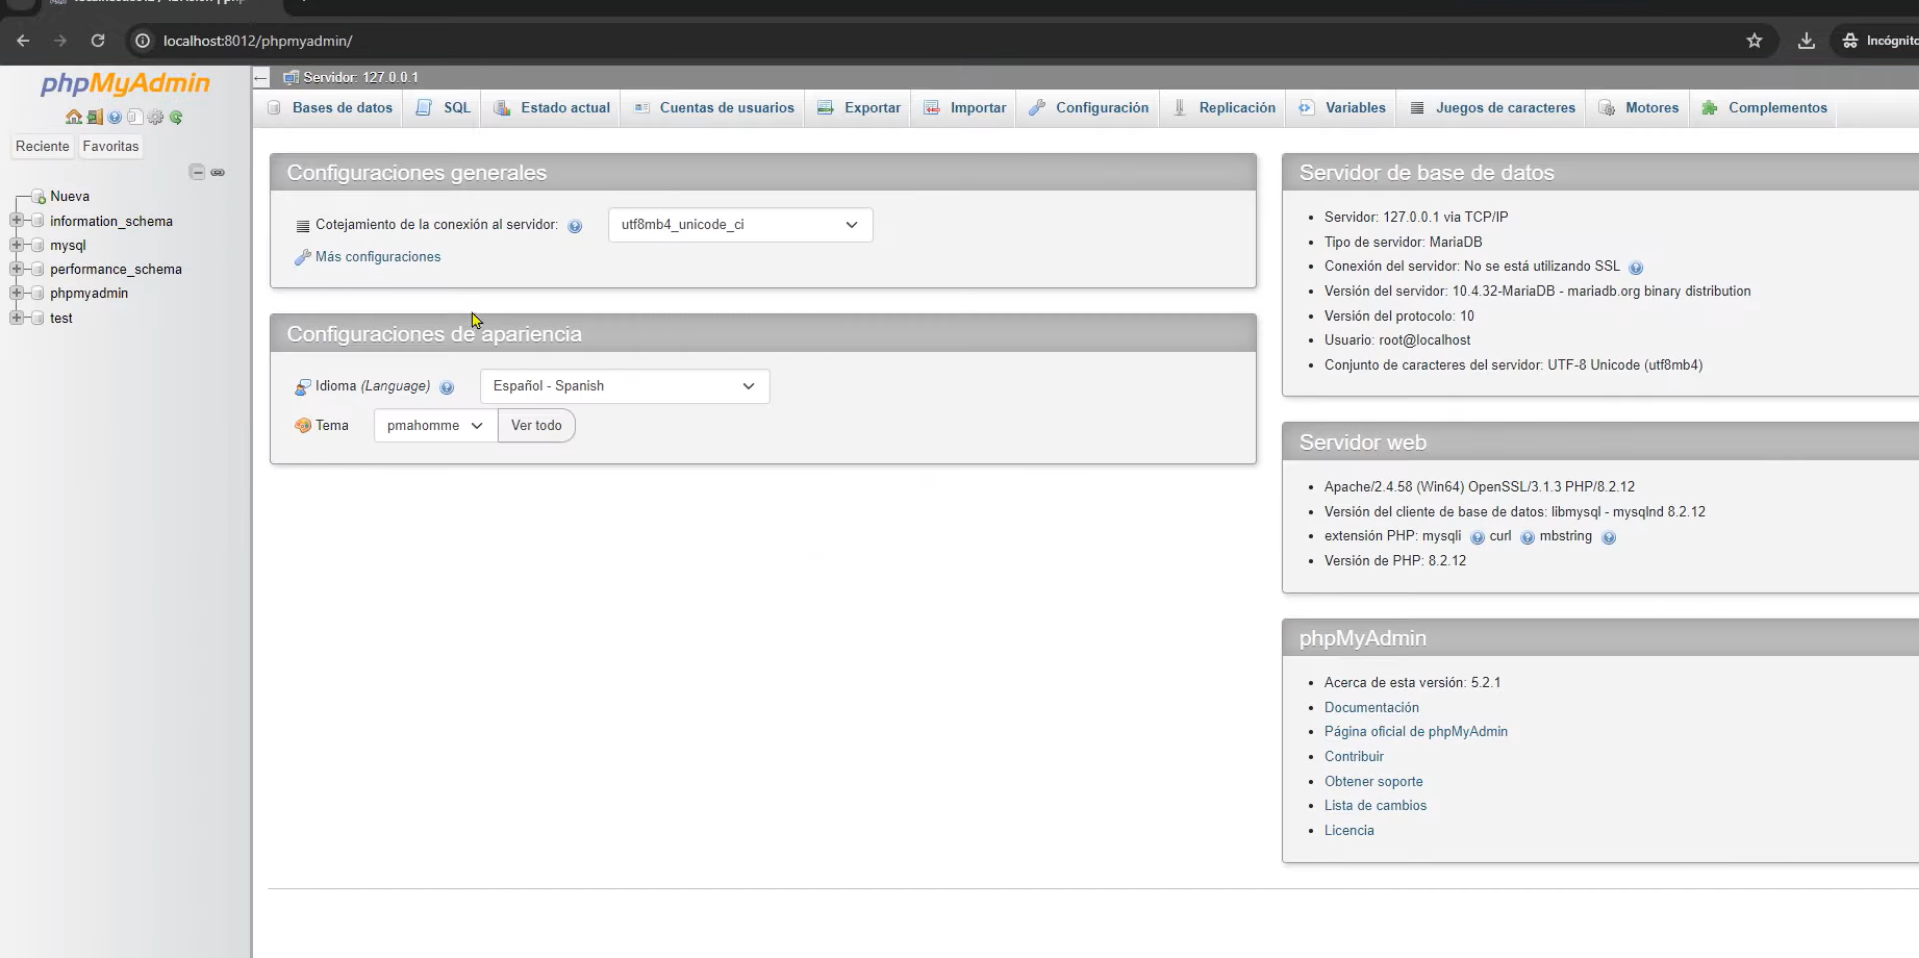 localhost:8012/phpmyadmin/
Incógnito
phpMyAdmin
Reciente
Favoritas
Nueva
information_schema
mysql
performance_schema
phpmyadmin
test
Servidor: 127.0.0.1
Bases de datos
SQL
Estado actual
Cuentas de usuarios
Exportar
Importar
Configuración
Replicación
Variables
Juegos de caracteres
Motores
Complementos
Configuraciones generales
Cotejamiento de la conexión al servidor:
utf8mb4_unicode_ci
Más configuraciones
Configuraciones de apariencia
Idioma (Language)
Español - Spanish
Tema
pmahomme
Ver todo
Servidor de base de datos
Servidor: 127.0.0.1 via TCP/IP
Tipo de servidor: MariaDB
Conexión del servidor: No se está utilizando SSL
Versión del servidor: 10.4.32-MariaDB - mariadb.org binary distribution
Versión del protocolo: 10
Usuario: root@localhost
Conjunto de caracteres del servidor: UTF-8 Unicode (utf8mb4)
Servidor web
Apache/2.4.58 (Win64) OpenSSL/3.1.3 PHP/8.2.12
Versión del cliente de base de datos: libmysql - mysqlnd 8.2.12
extensión PHP: mysqli curl mbstring
Versión de PHP: 8.2.12
phpMyAdmin
Acerca de esta versión: 5.2.1
Documentación
Página oficial de phpMyAdmin
Contribuir
Obtener soporte
Lista de cambios
Licencia